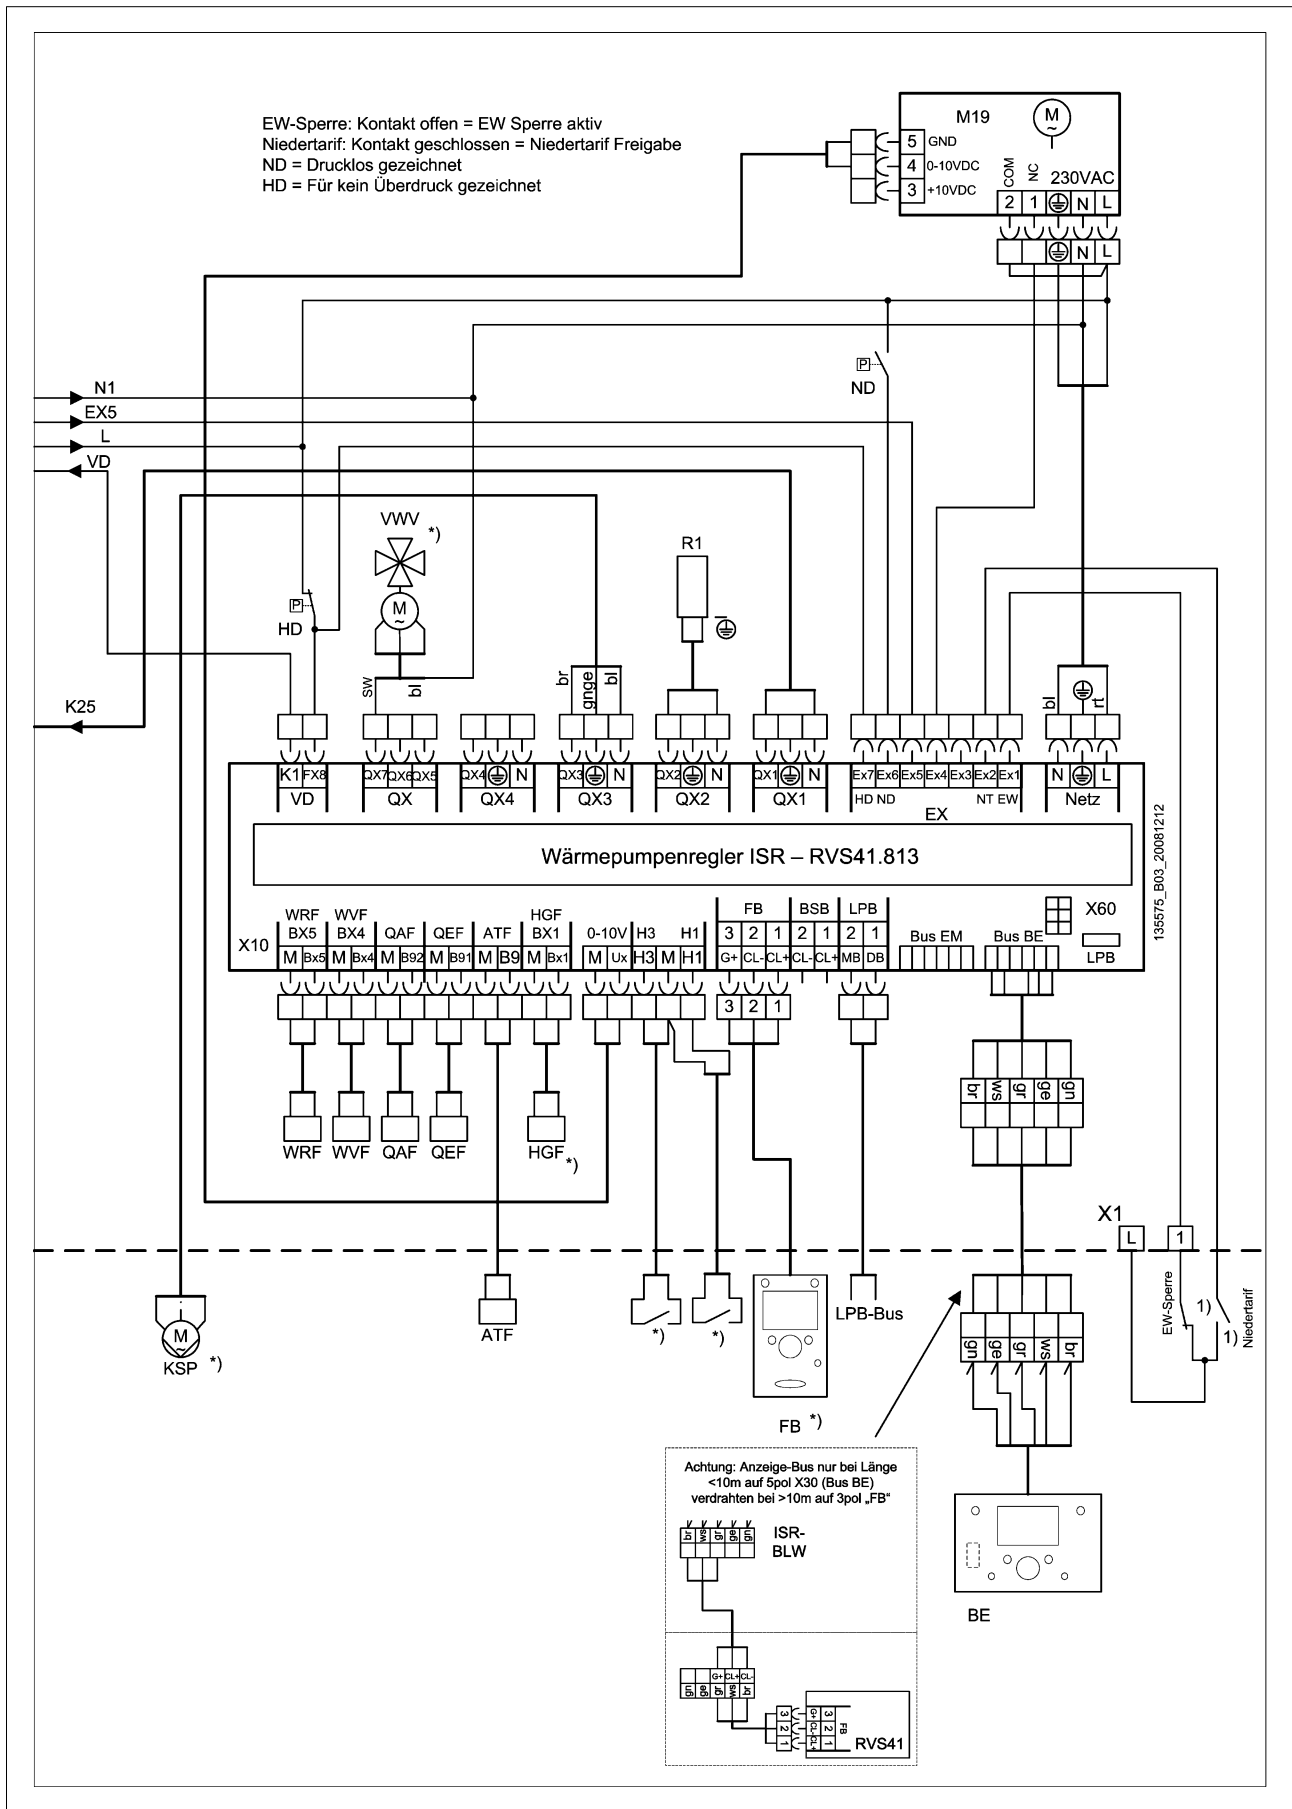 EW-Sperre: Kontakt offen = EW Sperre aktiv
Niedertarif: Kontakt geschlossen = Niedertarif Freigabe
ND = Drucklos gezeichnet
HD = Für kein Überdruck gezeichnet
M19
M
~
5 GND
4 0-10VDC
3 +10VDC
COM NC 230VAC
2 1 N L
N L
P
ND
N1
EX5
L
VD
VWV
*)
M
~
R1
P
HD
K25
sw bl
br gnge bl
bl rt
K1 FX8
VD
QX7 QX6 QX5
QX
QX4 N
QX4
QX3 N
QX3
QX2 N
QX2
QX1 N
QX1
Ex7 Ex6 Ex5 Ex4 Ex3 Ex2 Ex1
HD ND NT EW
EX
N L
Netz
Wärmepumpenregler ISR – RVS41.813
135575_B03_20081212
X10
WRF WVF HGF
BX5 BX4 QAF QEF ATF BX1 0-10V H3 H1
M Bx5 M Bx4 M B92 M B91 M B9 M Bx1 M Ux H3 M H1
FB BSB LPB
3 2 1 2 1 2 1
G+ CL- CL+ CL- CL+ MB DB
Bus EM
Bus BE
X60
LPB
3 2 1
br ws gr ge gn
WRF WVF QAF QEF HGF *)
X1
L 1
EW-Sperre
1)
1)
Niedertarif
M
~
KSP *)
ATF
*)
*)
LPB-Bus
FB *)
gn ge gr ws br
Achtung: Anzeige-Bus nur bei Länge
<10m auf 5pol X30 (Bus BE)
verdrahten bei >10m auf 3pol „FB“
br ws gr ge gn
ISR-
BLW
BE
G+ CL+ CL-
gn ge gr ws br
3 G+ 3
2 CL- 2
1 CL+ 1
FB
RVS41